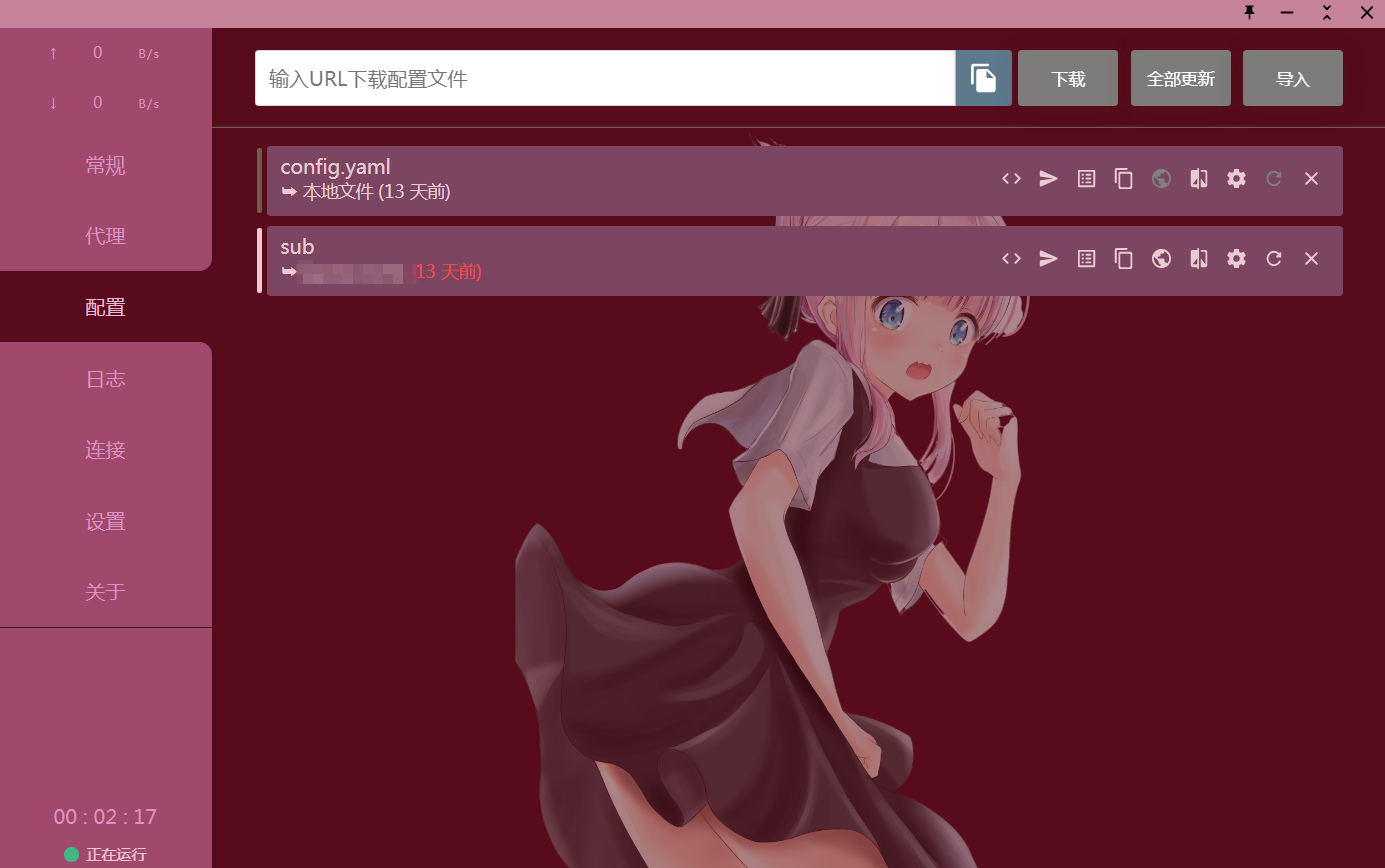 ↑ 0 B/s
↓ 0 B/s
常规
代理
配置
日志
连接
设置
关于
00 : 02 : 17
正在运行
输入URL下载配置文件
下载
全部更新
导入
config.yaml
本地文件 (13 天前)
sub
(13 天前)